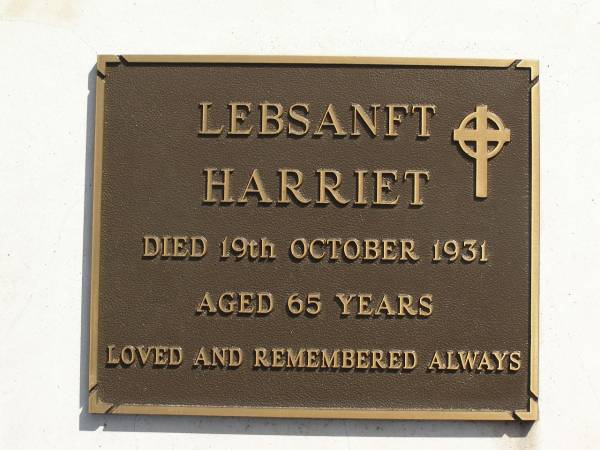 LEBSANFT
HARRIET
DIED 19th OCTOBER 1931
AGED 65 YEARS
LOVED AND REMEMBERED ALWAYS